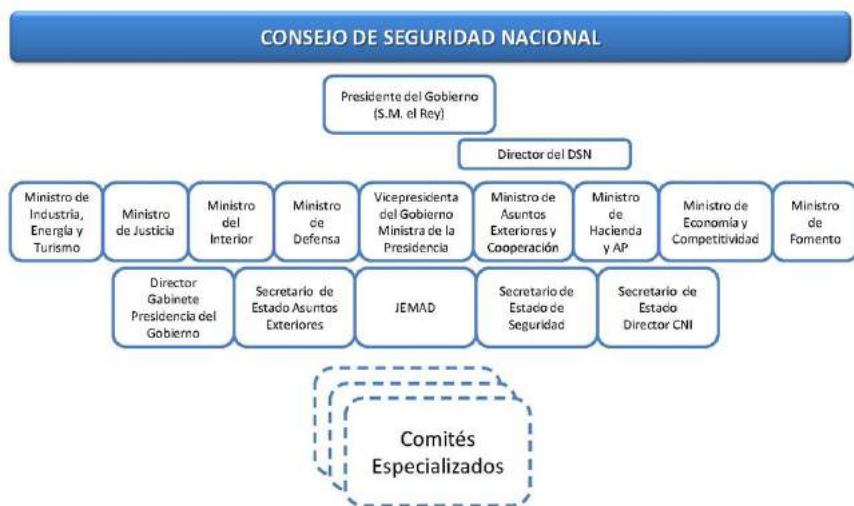 CONSEJO DE SEGURIDAD NACIONAL
Presidente del Gobierno
(S.M. el Rey)
Director del DSN
Ministro de
Industria,
Energía y
Turismo
Ministro
de Justicia
Ministro
del
Interior
Ministro
de
Defensa
Vicepresidenta
del Gobierno
Ministra de la
Presidencia
Ministro de
Asuntos
Exteriores y
Cooperación
Ministro
de
Hacienda
y AP
Ministro de
Economía y
Competitividad
Ministro
de
Fomento
Director
Gabinete
Presidencia del
Gobierno
Secretario de
Estado Asuntos
Exteriores
JEMAD
Secretario de
Estado de
Seguridad
Secretario de
Estado
Director CNI
Comités
Especializados